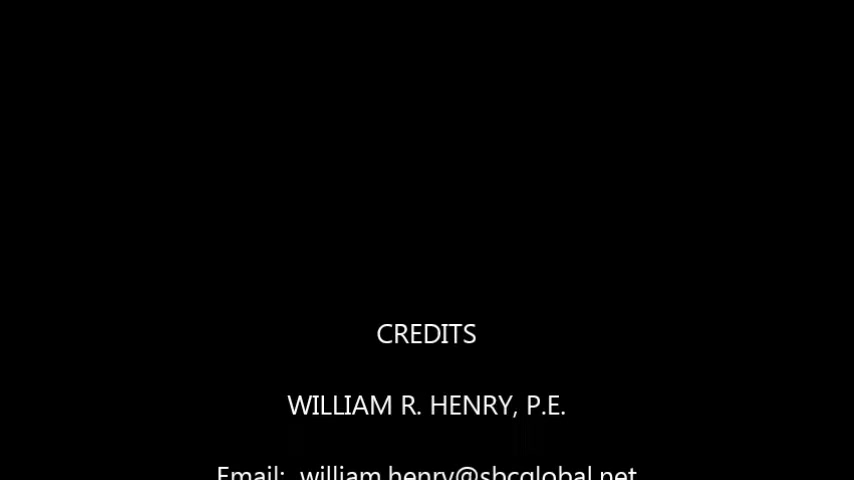 CREDITS
WILLIAM R. HENRY, P.E.
Email: william.henry@sbcglobal.net